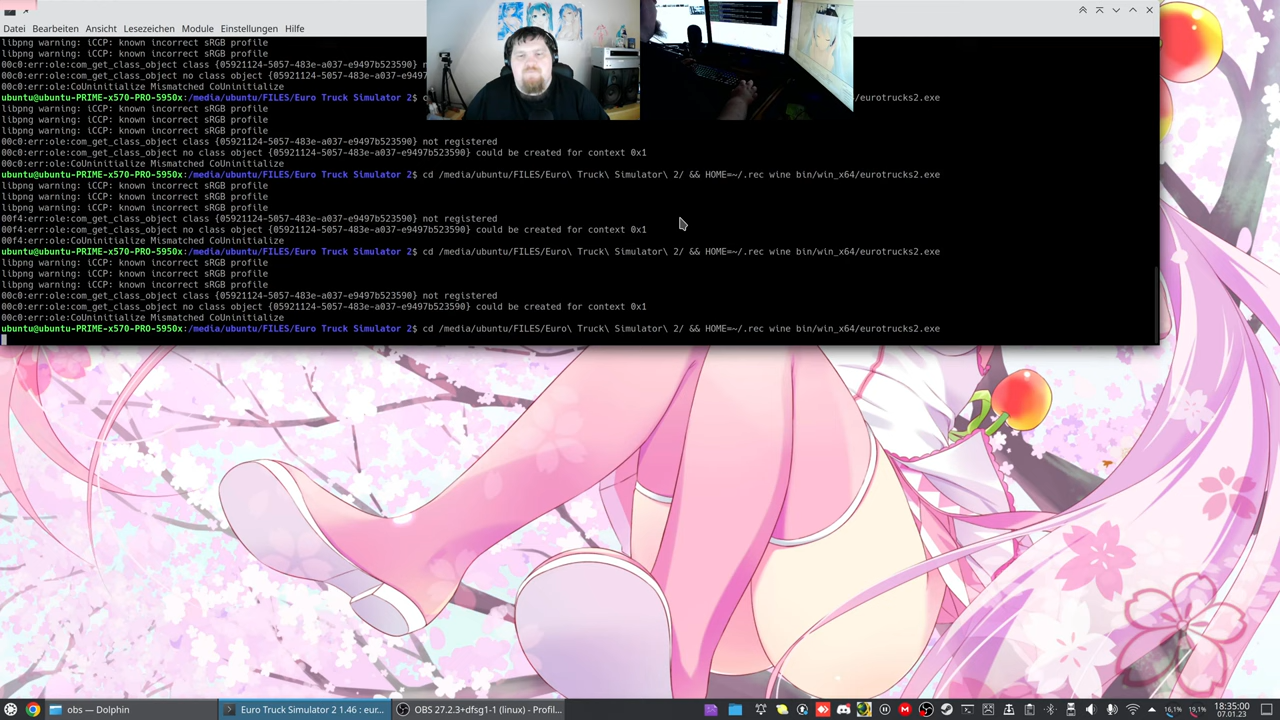 Datei Bearbeiten Ansicht Lesezeichen Module Einstellungen
libpng warning: iCCP: known incorrect sRGB profile
libpng warning: iCCP: known incorrect sRGB profile
00c0:err:ole:com_get_class_object class {05921124-5057-483e-a037-e9497b523590}
00c0:err:ole:com_get_class_object no class object {05921124-5057-483e-a037-e9497
00c0:err:ole:CoUninitialize Mismatched CoUninitialize
ubuntu@ubuntu-PRIME-x570-PRO-5950x:/media/ubuntu/FILES/Euro Truck Simulator 2$ /eurotrucks2.exe
libpng warning: iCCP: known incorrect sRGB profile
libpng warning: iCCP: known incorrect sRGB profile
libpng warning: iCCP: known incorrect sRGB profile
00c0:err:ole:com_get_class_object class {05921124-5057-483e-a037-e9497b523590} not registered
00c0:err:ole:com_get_class_object no class object {05921124-5057-483e-a037-e9497b523590} could be created for context 0x1
00c0:err:ole:CoUninitialize Mismatched CoUninitialize
ubuntu@ubuntu-PRIME-x570-PRO-5950x:/media/ubuntu/FILES/Euro Truck Simulator 2$ cd /media/ubuntu/FILES/Euro\ Truck\ Simulator\ 2/ && HOME=~/.rec wine bin/win_x64/eurotrucks2.exe
libpng warning: iCCP: known incorrect sRGB profile
libpng warning: iCCP: known incorrect sRGB profile
libpng warning: iCCP: known incorrect sRGB profile
00f4:err:ole:com_get_class_object class {05921124-5057-483e-a037-e9497b523590} not registered
00f4:err:ole:com_get_class_object no class object {05921124-5057-483e-a037-e9497b523590} could be created for context 0x1
00f4:err:ole:CoUninitialize Mismatched CoUninitialize
ubuntu@ubuntu-PRIME-x570-PRO-5950x:/media/ubuntu/FILES/Euro Truck Simulator 2$ cd /media/ubuntu/FILES/Euro\ Truck\ Simulator\ 2/ && HOME=~/.rec wine bin/win_x64/eurotrucks2.exe
libpng warning: iCCP: known incorrect sRGB profile
libpng warning: iCCP: known incorrect sRGB profile
libpng warning: iCCP: known incorrect sRGB profile
00c0:err:ole:com_get_class_object class {05921124-5057-483e-a037-e9497b523590} not registered
00c0:err:ole:com_get_class_object no class object {05921124-5057-483e-a037-e9497b523590} could be created for context 0x1
00c0:err:ole:CoUninitialize Mismatched CoUninitialize
ubuntu@ubuntu-PRIME-x570-PRO-5950x:/media/ubuntu/FILES/Euro Truck Simulator 2$ cd /media/ubuntu/FILES/Euro\ Truck\ Simulator\ 2/ && HOME=~/.rec wine bin/win_x64/eurotrucks2.exe
obs — Dolphin
Euro Truck Simulator 2 1.46 : eur...
OBS 27.2.3+dfsg1-1 (linux) - Profil...
18:35:00
07.01.23